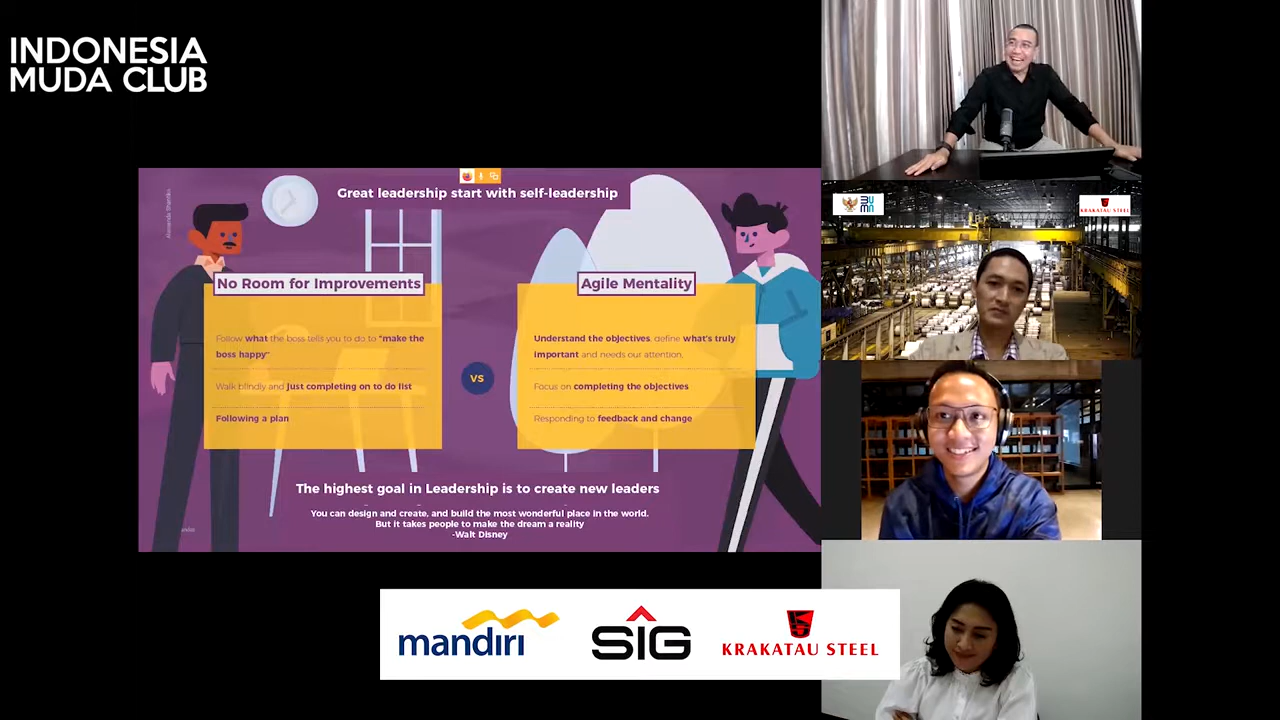 INDONESIA
MUDA CLUB
Great leadership start with self-leadership
No Room for Improvements
Follow what the boss tells you to do to "make the
boss happy"
Walk blindly and just completing on to do list
Following a plan
VS
Agile Mentality
Understand the objectives, define what's truly
important and needs our attention,
Focus on completing the objectives
Responding to feedback and change
The highest goal in Leadership is to create new leaders
You can design and create, and build the most wonderful place in the world.
But it takes people to make the dream a reality
-Walt Disney
BUMN
KRAKATAU STEEL
mandiri
SIG
KRAKATAU STEEL